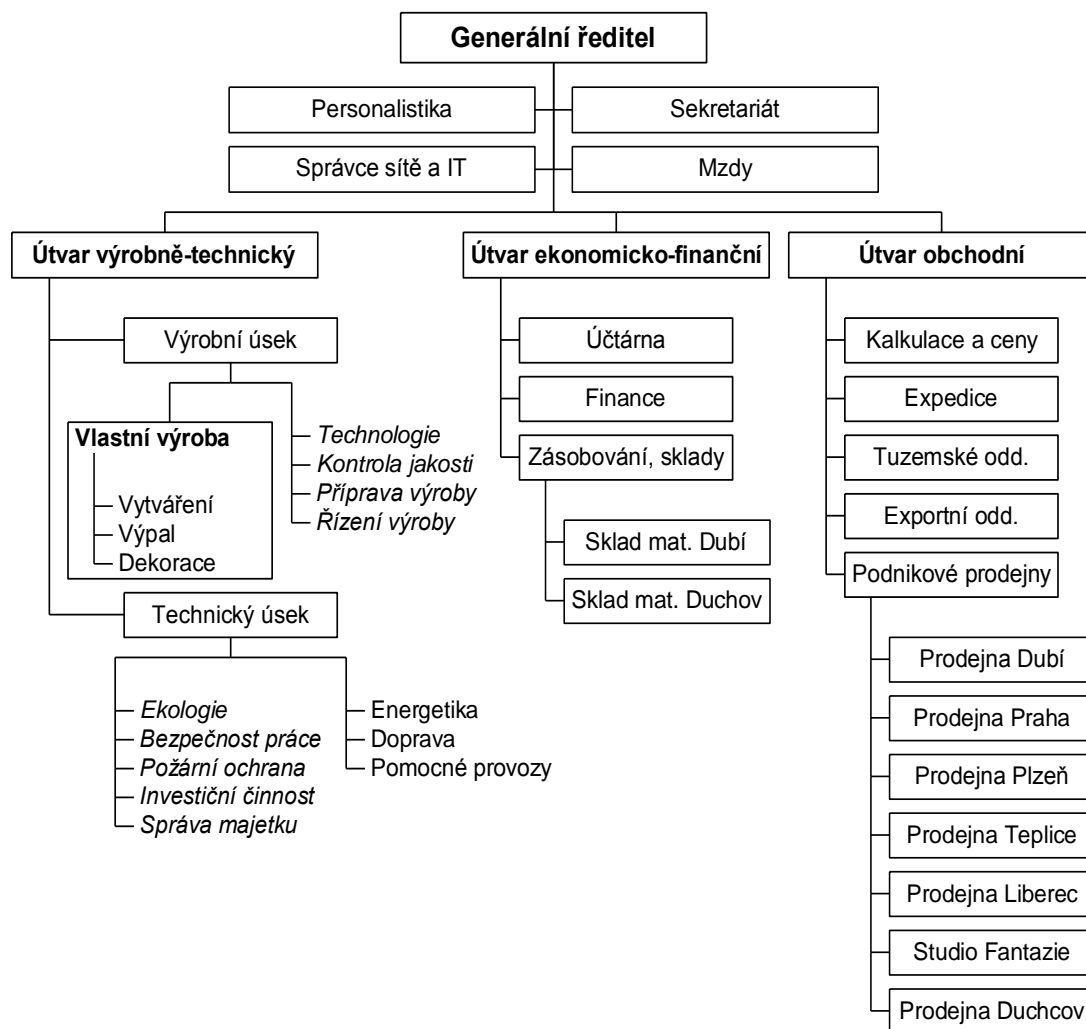 Generální ředitel
Personalistika
Sekretariát
Správce sítě a IT
Mzdy
Útvar výrobně-technický
Útvar ekonomicko-finanční
Útvar obchodní
Výrobní úsek
Vlastní výroba
Vytváření
Výpal
Dekorace
Technologie
Kontrola jakosti
Příprava výroby
Řízení výroby
Technický úsek
Ekologie
Bezpečnost práce
Požární ochrana
Investiční činnost
Správa majetku
Energetika
Doprava
Pomocné provozy
Účtárna
Finance
Zásobování, sklady
Sklad mat. Dubí
Sklad mat. Duchov
Kalkulace a ceny
Expedice
Tuzemské odd.
Exportní odd.
Podnikové prodejny
Prodejna Dubí
Prodejna Praha
Prodejna Plzeň
Prodejna Teplice
Prodejna Liberec
Studio Fantazie
Prodejna Duchcov